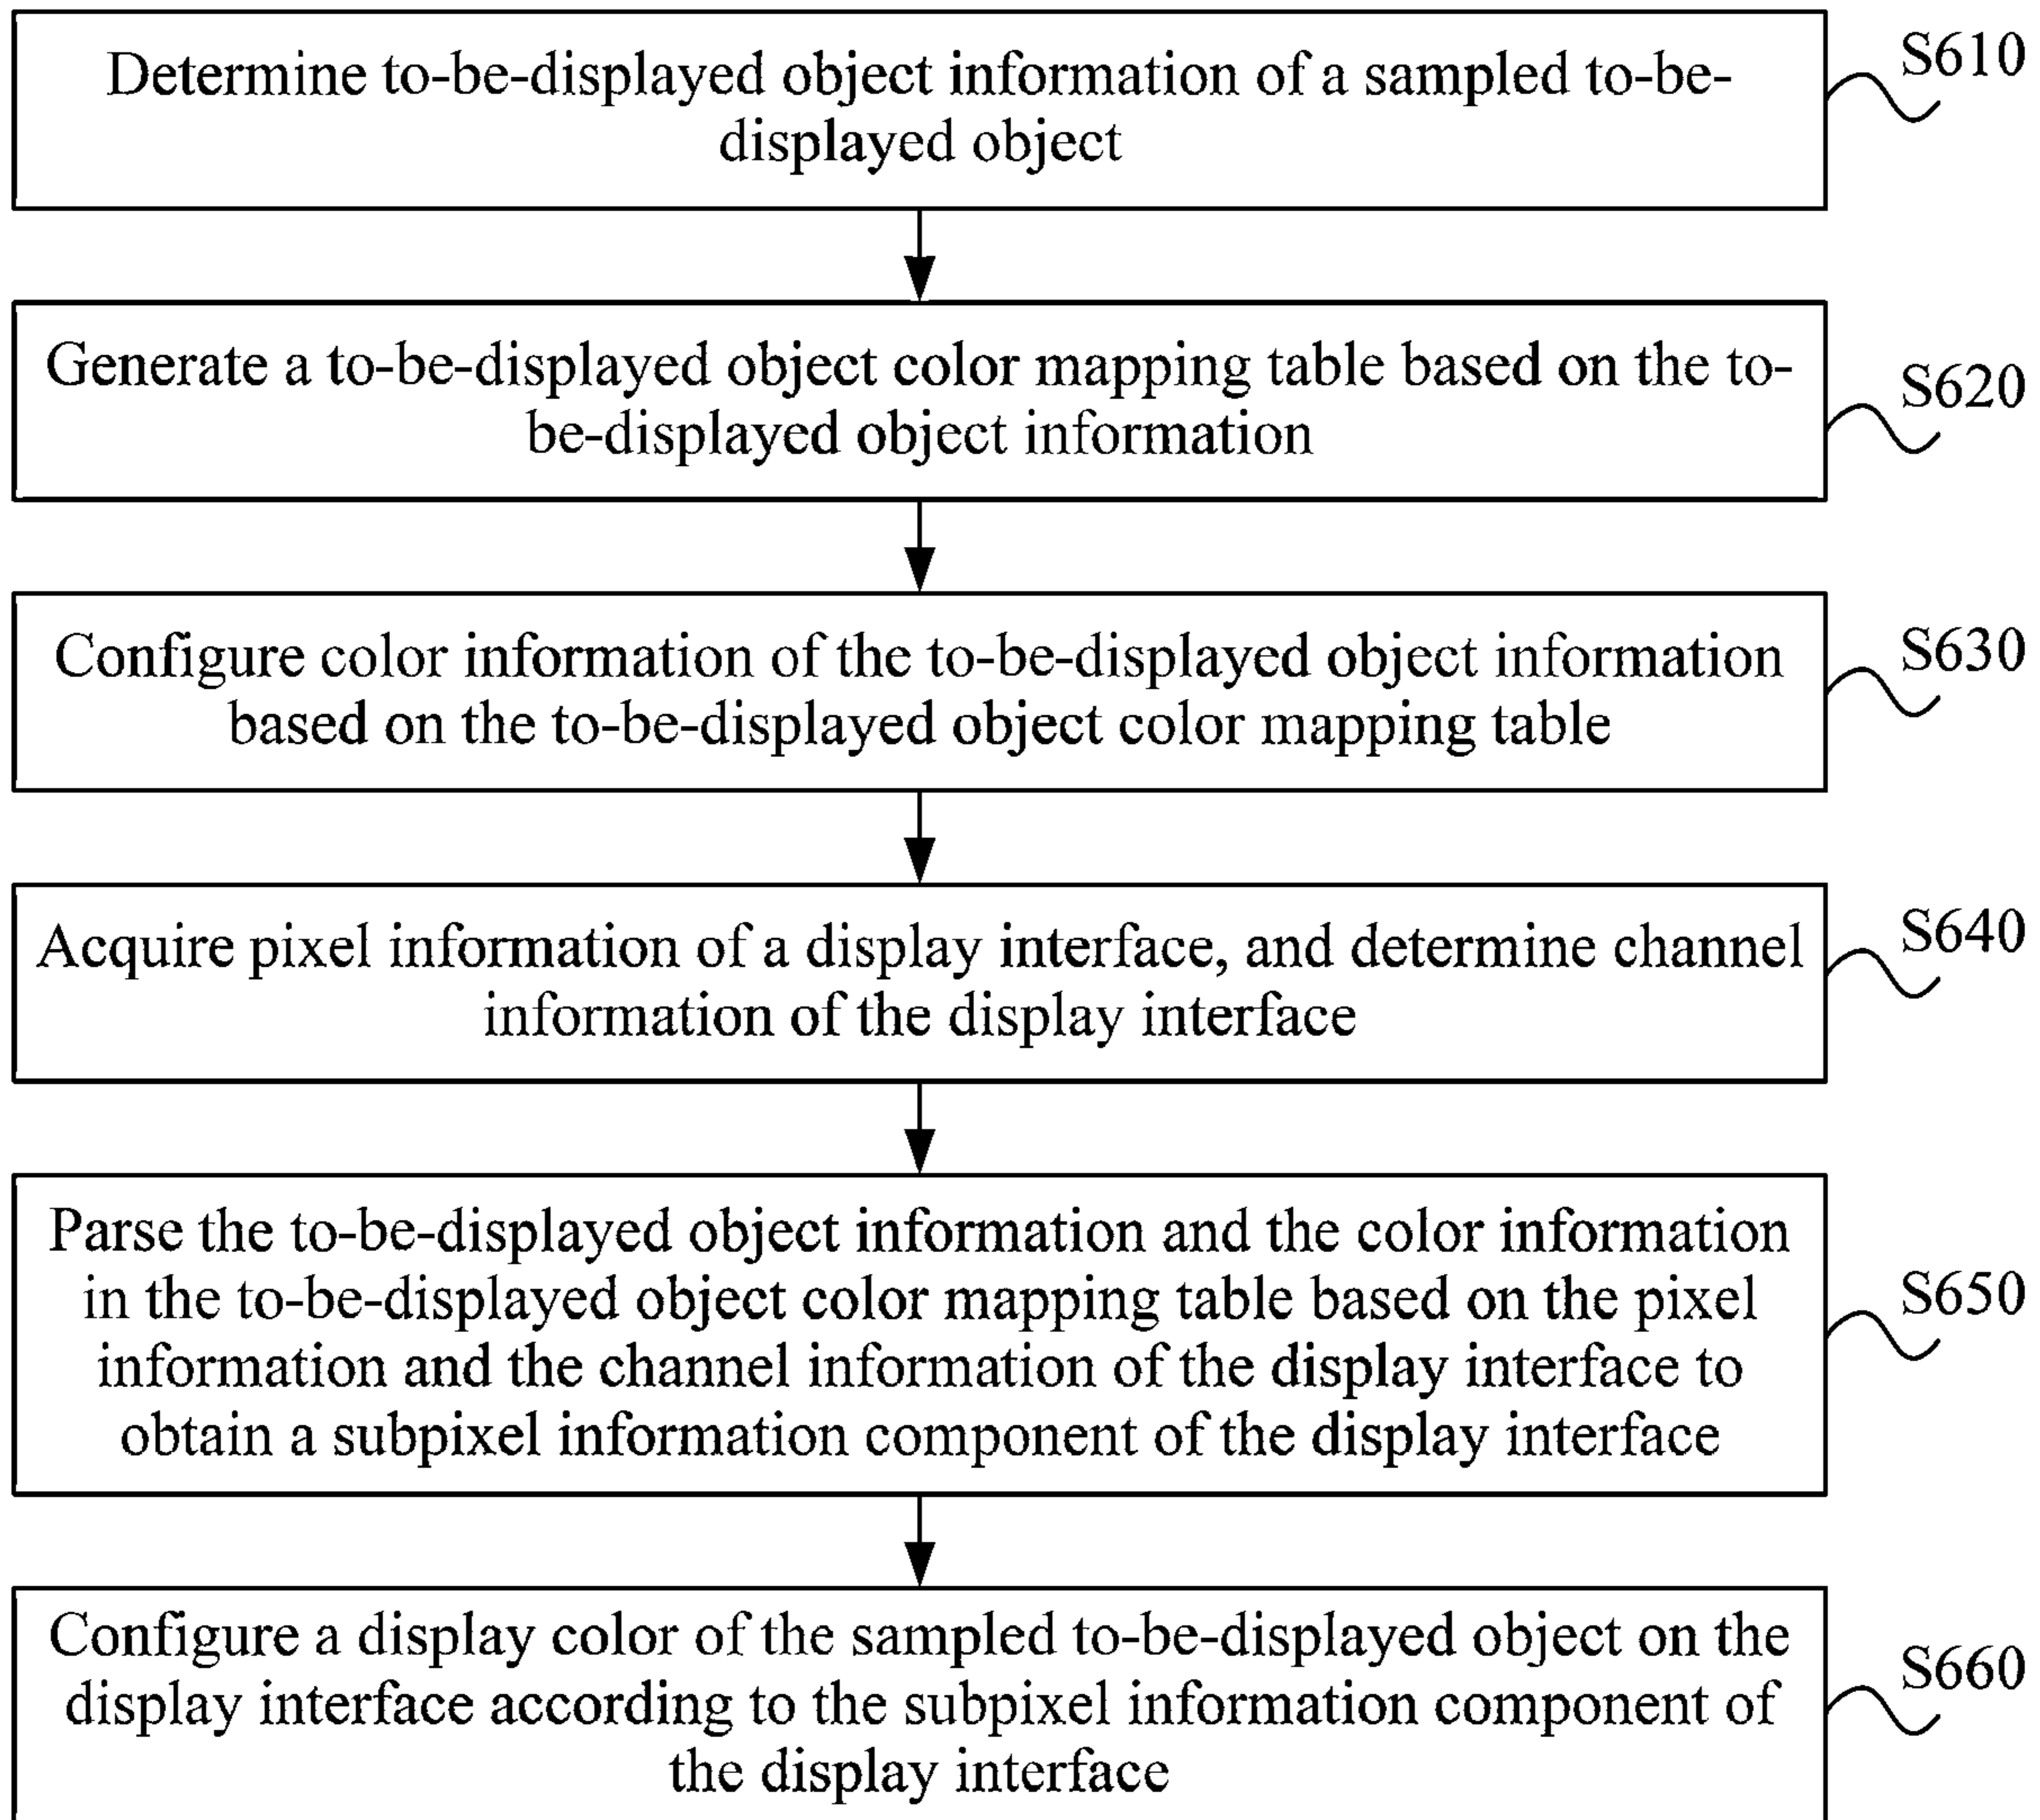 Determine to-be-displayed object information of a sampled to-be-
displayed object
S610
Generate a to-be-displayed object color mapping table based on the to-
be-displayed object information
S620
Configure color information of the to-be-displayed object information
based on the to-be-displayed object color mapping table
S630
Acquire pixel information of a display interface, and determine channel
information of the display interface
S640
Parse the to-be-displayed object information and the color information
in the to-be-displayed object color mapping table based on the pixel
information and the channel information of the display interface to
obtain a subpixel information component of the display interface
S650
Configure a display color of the sampled to-be-displayed object on the
display interface according to the subpixel information component of
the display interface
S660